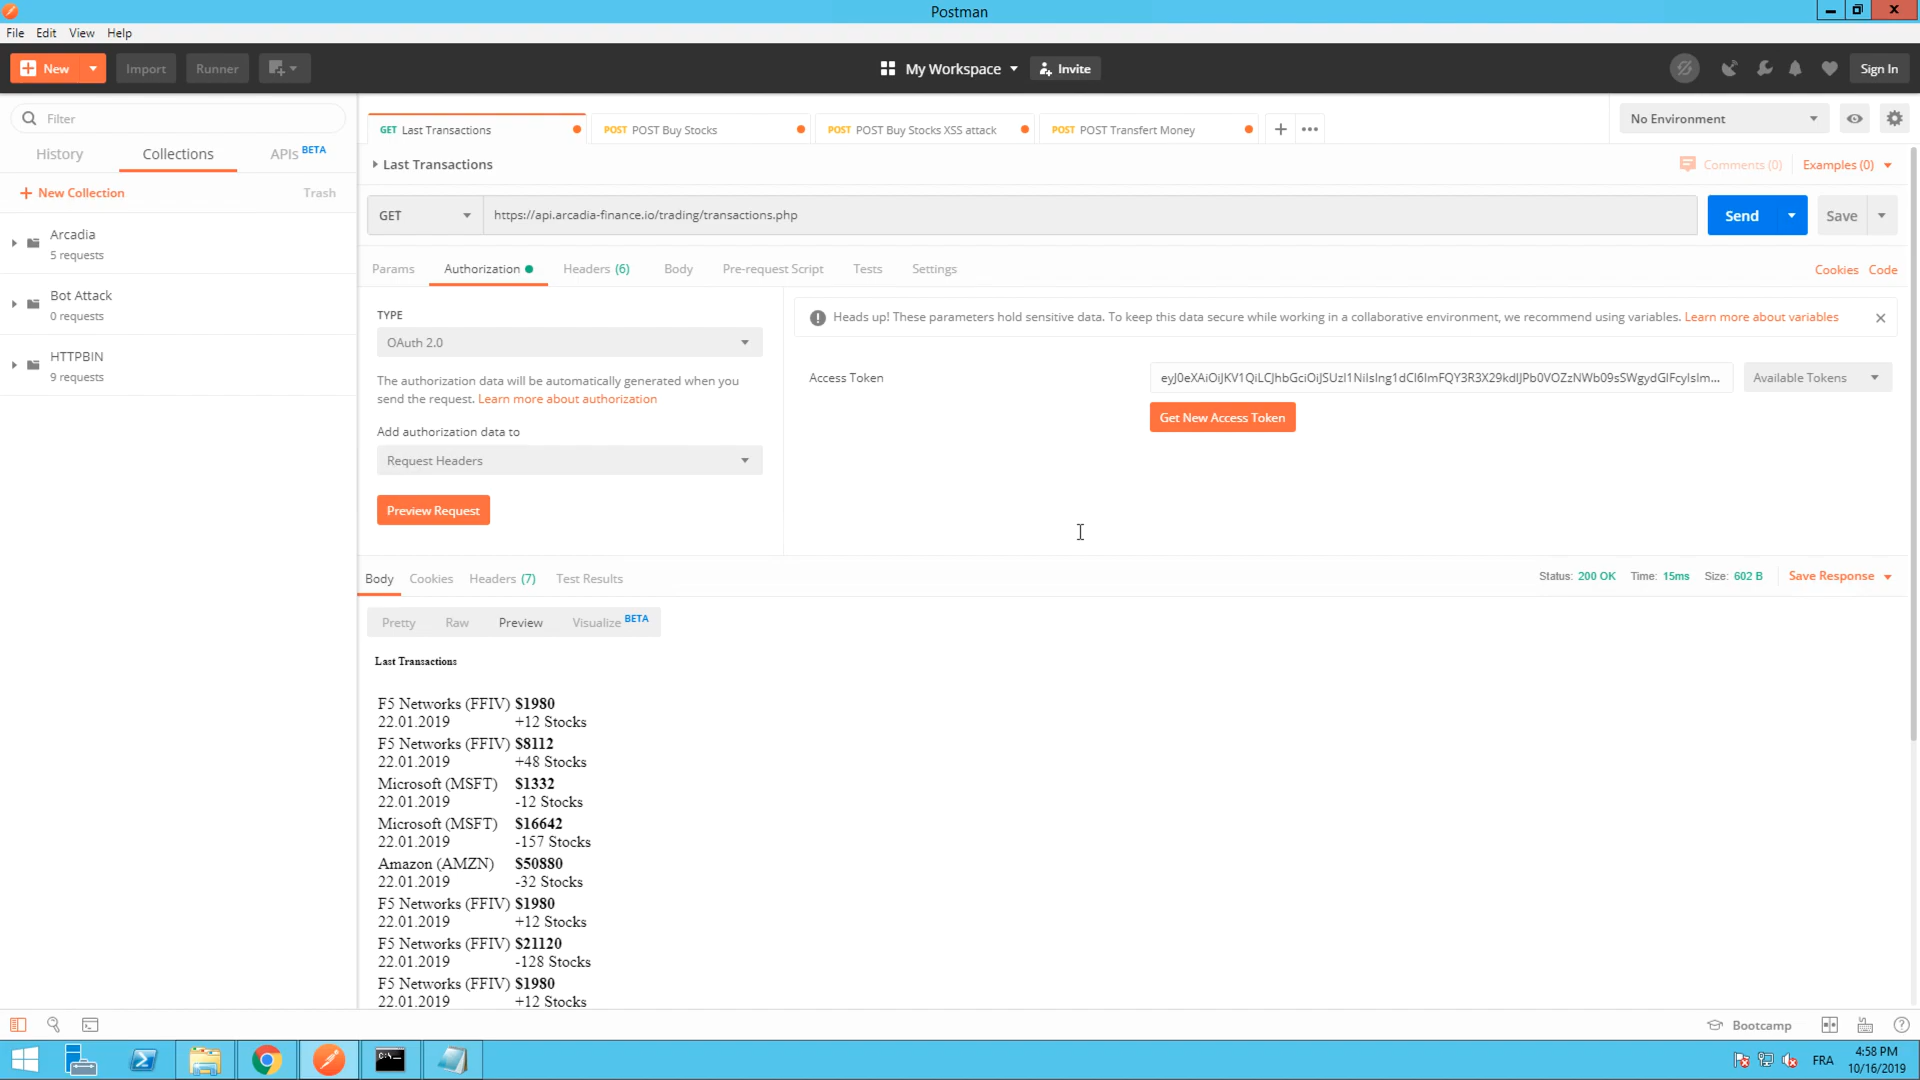 Postman
File Edit View Help
New Import Runner My Workspace Invite Sign In
Filter
History Collections APIs BETA
New Collection Trash
Arcadia
5 requests
Bot Attack
0 requests
HTTPBIN
9 requests
GET Last Transactions POST POST Buy Stocks POST POST Buy Stocks XSS attack POST POST Transfert Money No Environment
Last Transactions Comments (0) Examples (0)
GET https://api.arcadia-finance.io/trading/transactions.php Send Save
Params Authorization Headers (6) Body Pre-request Script Tests Settings Cookies Code
TYPE
OAuth 2.0
The authorization data will be automatically generated when you
send the request. Learn more about authorization
Add authorization data to
Request Headers
Preview Request
Heads up! These parameters hold sensitive data. To keep this data secure while working in a collaborative environment, we recommend using variables. Learn more about variables
Access Token Available Tokens
Get New Access Token
Body Cookies Headers (7) Test Results Status: 200 OK Time: 15ms Size: 602 B Save Response
Pretty Raw Preview Visualize BETA
Last Transactions
F5 Networks (FFIV) $1980
22.01.2019 +12 Stocks
F5 Networks (FFIV) $8112
22.01.2019 +48 Stocks
Microsoft (MSFT) $1332
22.01.2019 -12 Stocks
Microsoft (MSFT) $16642
22.01.2019 -157 Stocks
Amazon (AMZN) $50880
22.01.2019 -32 Stocks
F5 Networks (FFIV) $1980
22.01.2019 +12 Stocks
F5 Networks (FFIV) $21120
22.01.2019 -128 Stocks
F5 Networks (FFIV) $1980
22.01.2019 +12 Stocks
Bootcamp
FRA 4:58 PM
10/16/2019